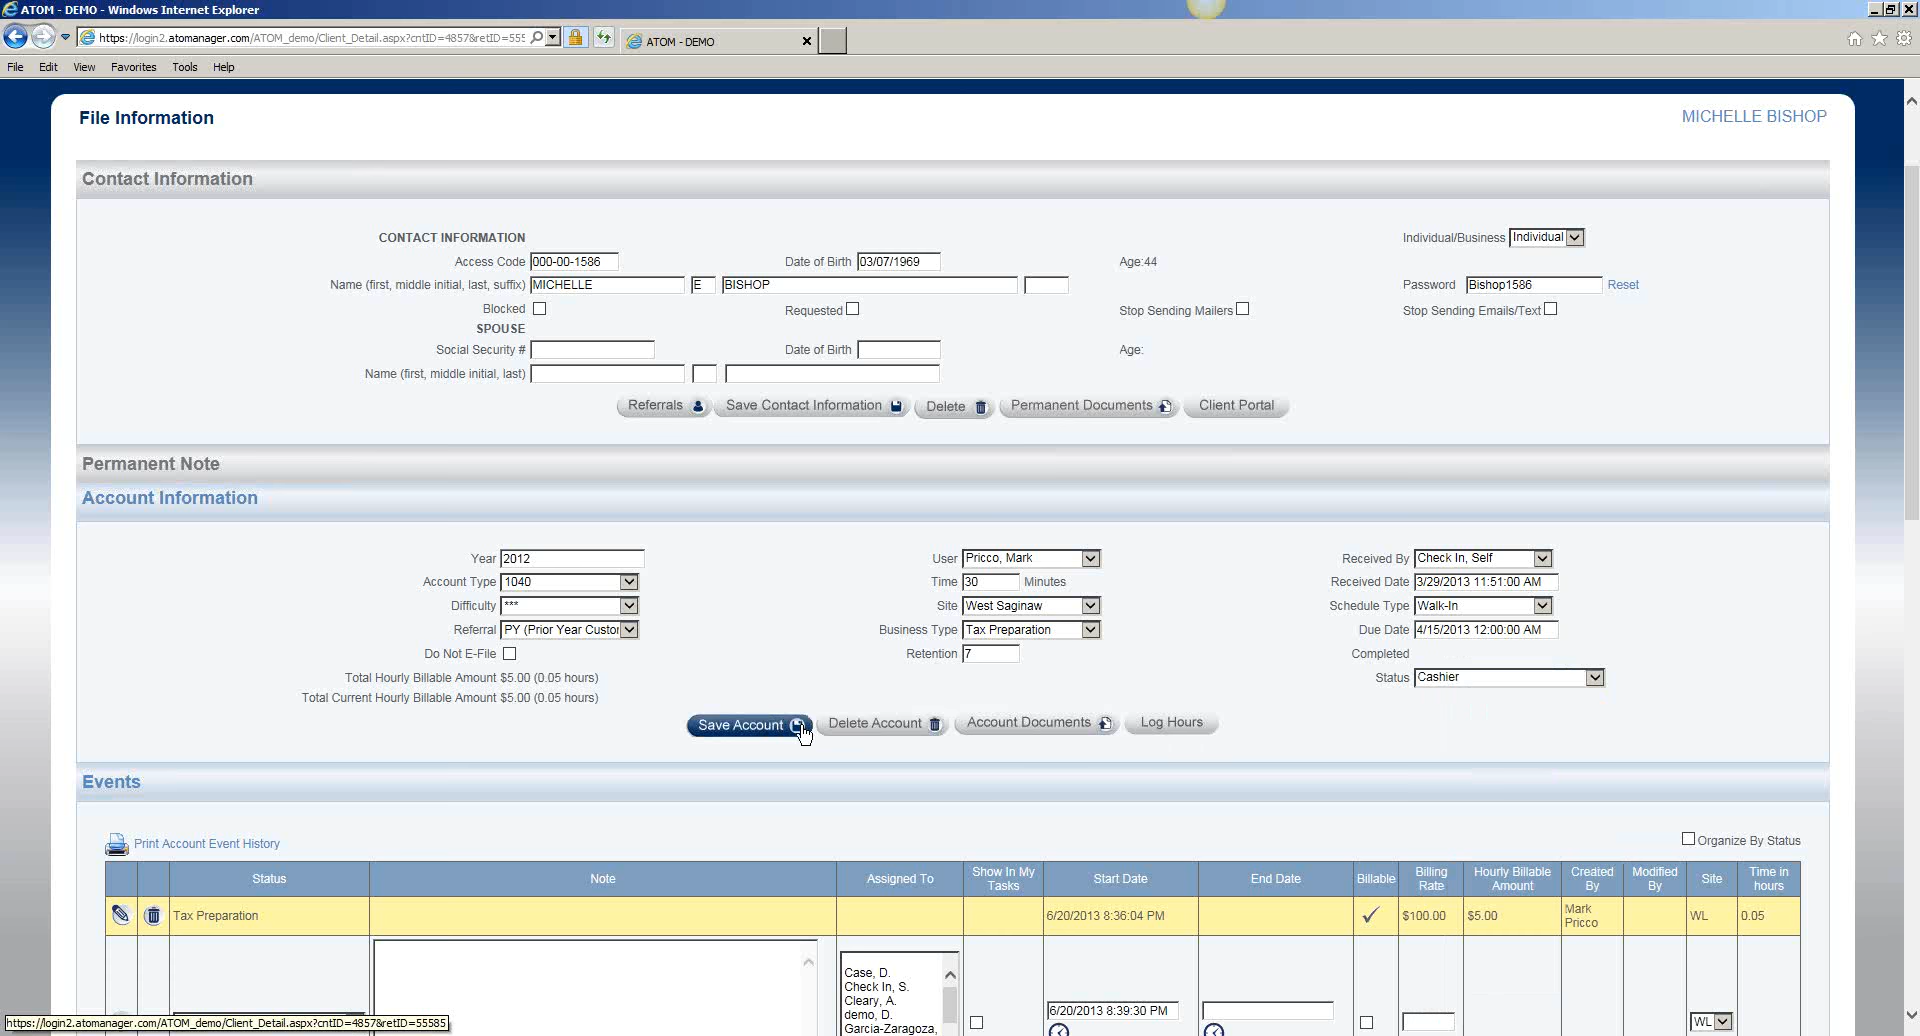 ATOM - DEMO - Windows Internet Explorer
https://login2.atomanager.com/ATOM_demo/Client_Detail.aspx?cntID=4857&retID=555
ATOM - DEMO
File Edit View Favorites Tools Help
File Information
MICHELLE BISHOP
Contact Information
CONTACT INFORMATION
Individual/Business Individual
Access Code 000-00-1586 Date of Birth 03/07/1969 Age:44
Name (first, middle initial, last, suffix) MICHELLE E BISHOP Password Bishop1586 Reset
Blocked Requested Stop Sending Mailers Stop Sending Emails/Text
SPOUSE
Social Security # Date of Birth Age:
Name (first, middle initial, last)
Referrals Save Contact Information Delete Permanent Documents Client Portal
Permanent Note
Account Information
Year 2012 User Pricco, Mark Received By Check In, Self
Account Type 1040 Time 30 Minutes Received Date 3/29/2013 11:51:00 AM
Difficulty *** Site West Saginaw Schedule Type Walk-In
Referral PY (Prior Year Custor Business Type Tax Preparation Due Date 4/15/2013 12:00:00 AM
Do Not E-File Retention 7 Completed
Total Hourly Billable Amount $5.00 (0.05 hours) Status Cashier
Total Current Hourly Billable Amount $5.00 (0.05 hours)
Save Account Delete Account Account Documents Log Hours
Events
Print Account Event History Organize By Status
Status Note Assigned To Show In My Tasks Start Date End Date Billable Billing Rate Hourly Billable Amount Created By Modified By Site Time in hours
Tax Preparation 6/20/2013 8:36:04 PM $100.00 $5.00 Mark Pricco WL 0.05
Case, D.
Check In, S.
Cleary, A.
demo, D.
Garcia-Zaragoza,
6/20/2013 8:39:30 PM
WL
https://login2.atomanager.com/ATOM_demo/Client_Detail.aspx?cntID=4857&retID=55585